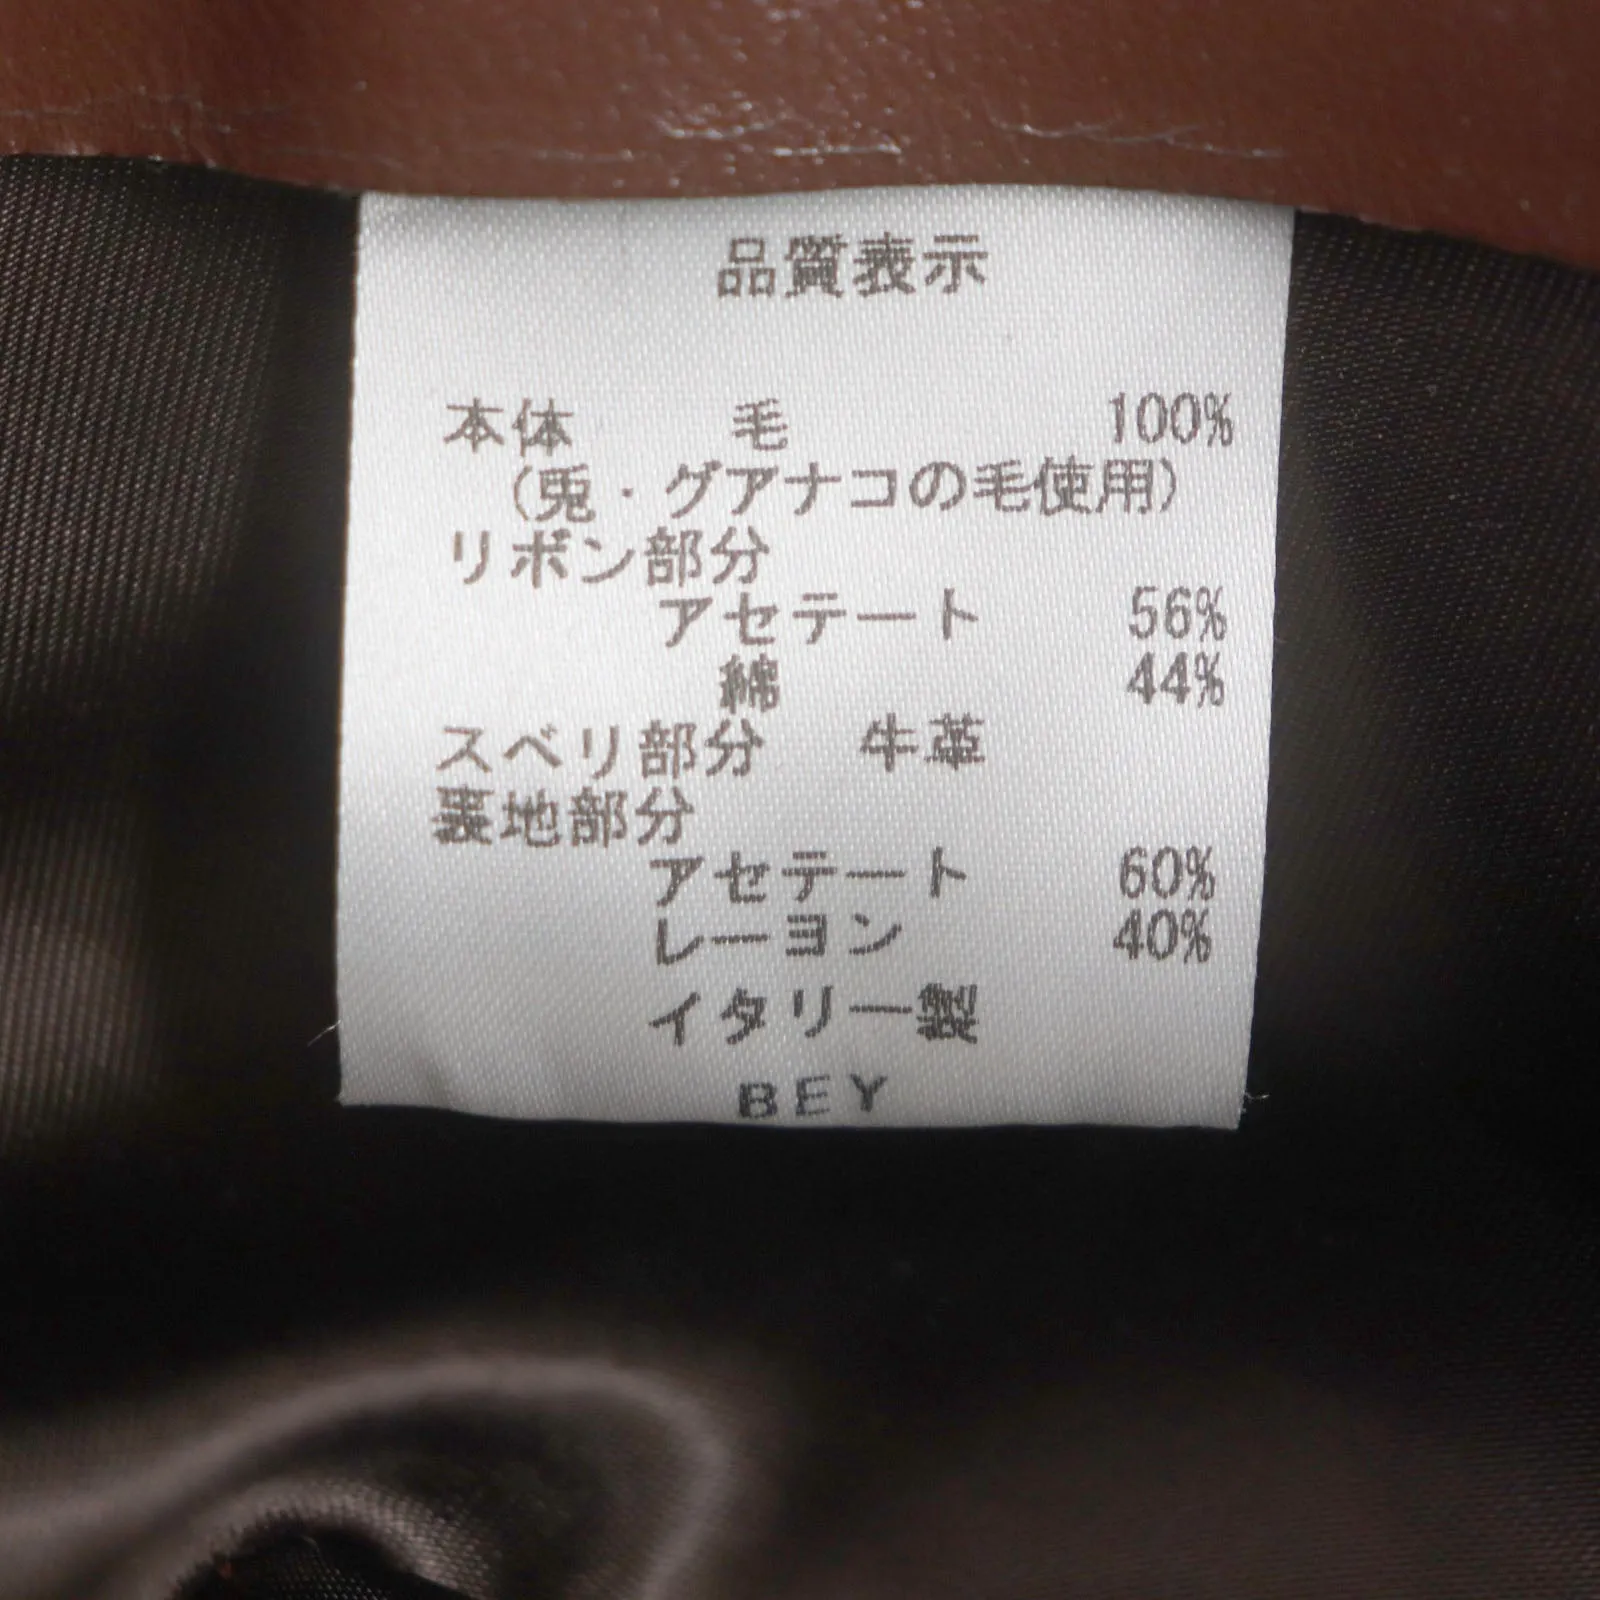 品質表示
本体 毛 100%
(兎・グアナコの毛使用)
リボン部分
アセテート 56%
綿 44%
スベリ部分 牛革
裏地部分
アセテート 60%
レーヨン 40%
イタリー製
BEY